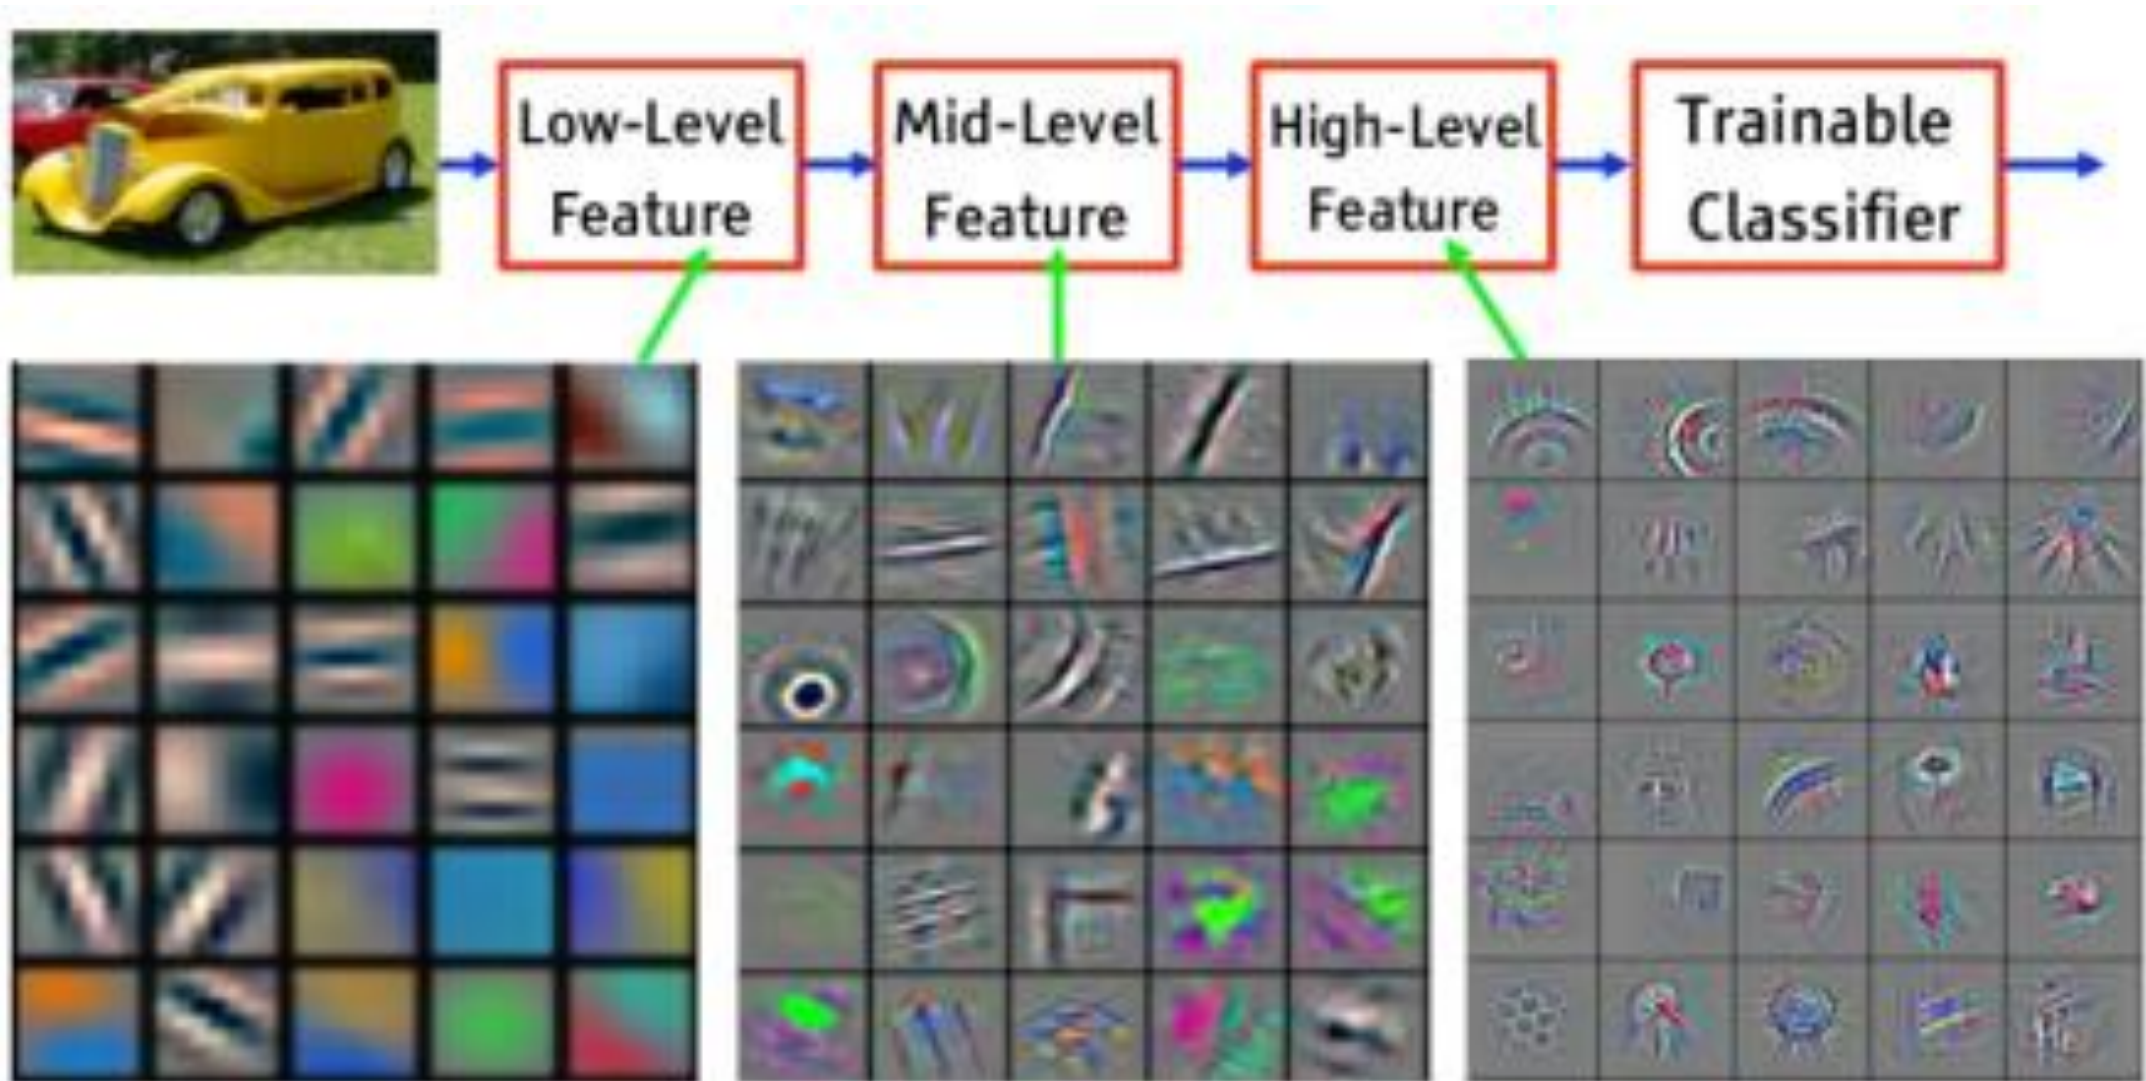 Low-Level
Feature
Mid-Level
Feature
High-Level
Feature
Trainable
Classifier